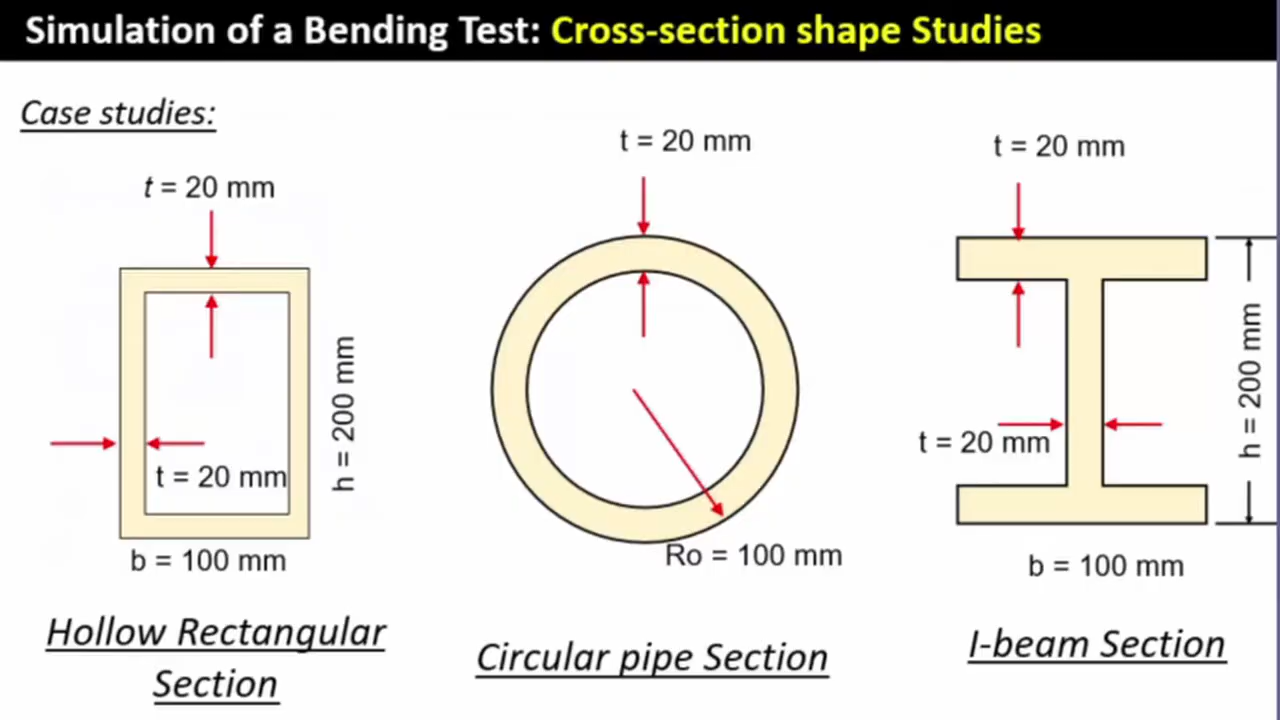 Simulation of a Bending Test: Cross-section shape Studies
Case studies:
t = 20 mm
t = 20 mm
h = 200 mm
b = 100 mm
Hollow Rectangular
Section
t = 20 mm
Ro = 100 mm
Circular pipe Section
t = 20 mm
t = 20 mm
h = 200 mm
b = 100 mm
I-beam Section